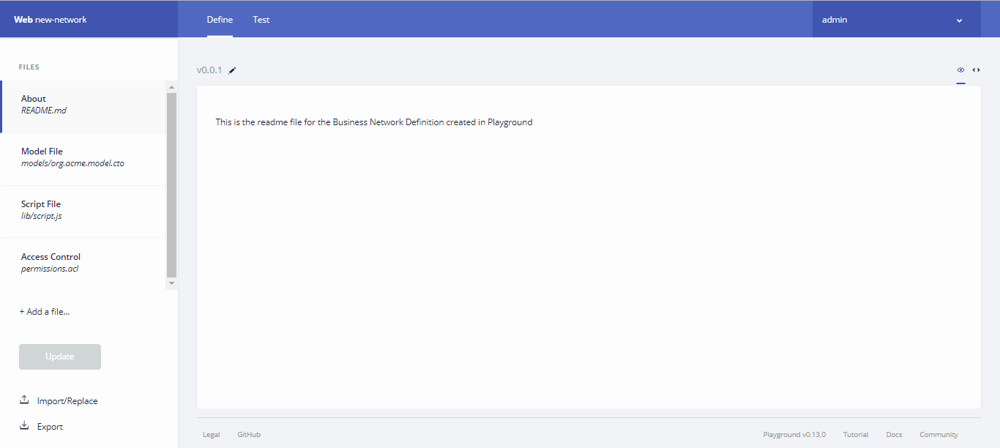 Web new-network
Define
Test
admin
FILES
About
README.md
Model File
models/org.acme.model.cto
Script File
lib/script.js
Access Control
permissions.acl
+ Add a file...
Update
Import/Replace
Export
v0.0.1
This is the readme file for the Business Network Definition created in Playground
Legal
GitHub
Playground v0.13.0
Tutorial
Docs
Community